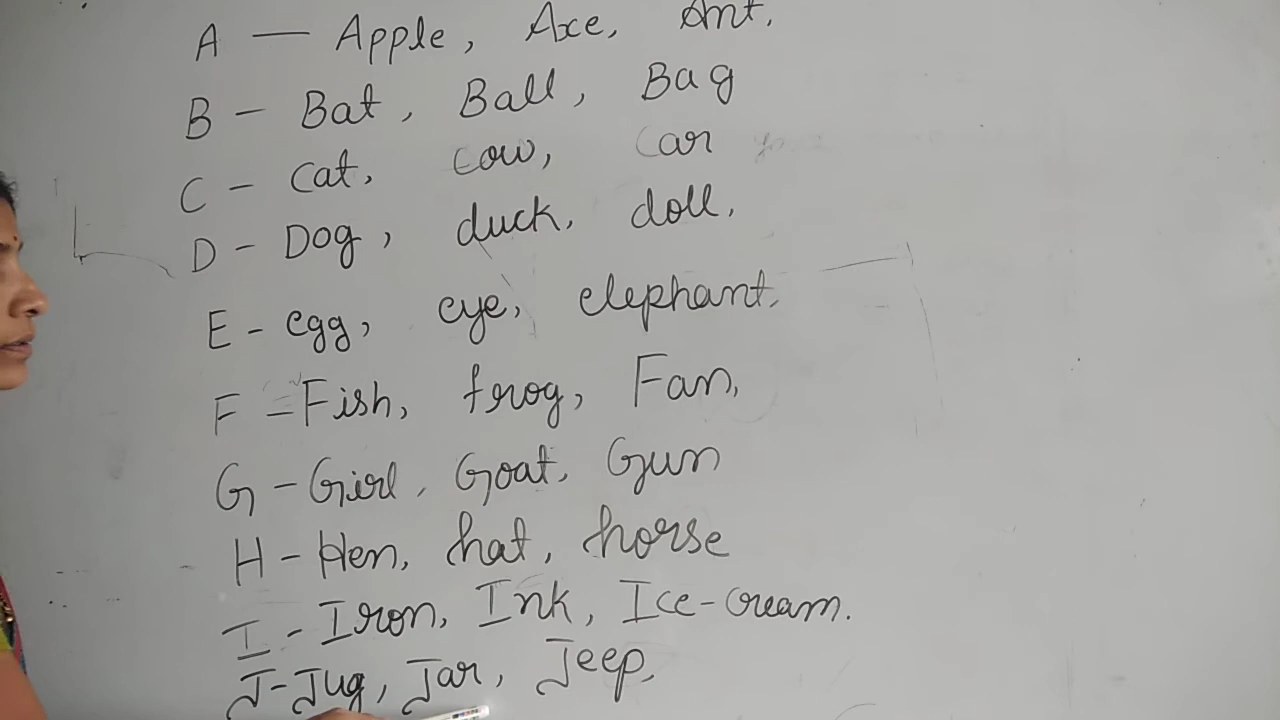 A — Apple, Axe, Ant.
B - Bat, Ball, Bag
C - Cat, Cow, Car
D - Dog, duck, doll,
E - egg, eye, elephant.
F - Fish, frog, Fan,
G - Girl, Goat, Gun
H - Hen, hat, horse
I - Iron, Ink, Ice-cream.
J - Jug, Jar, Jeep,